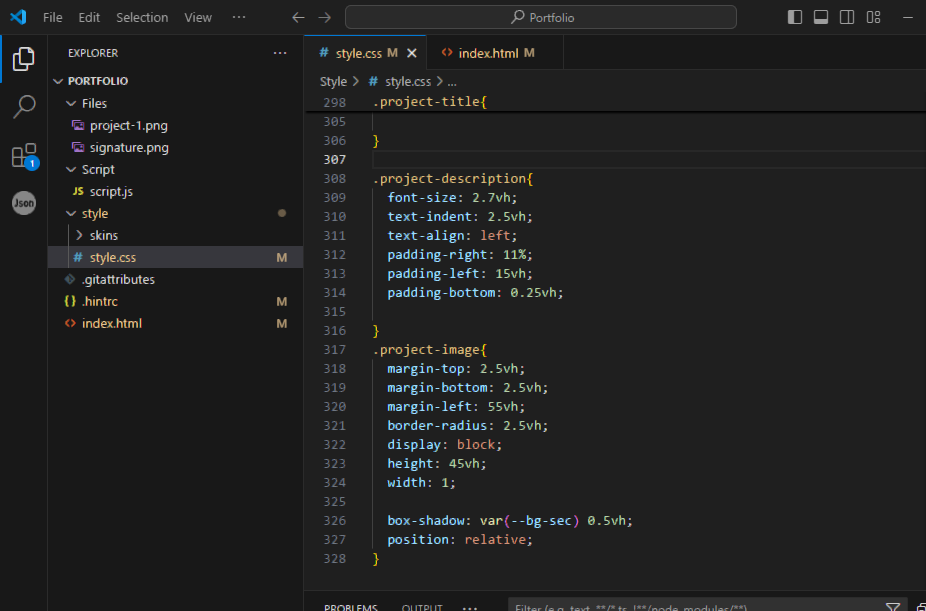 File Edit Selection View ··· ← → Portfolio
EXPLORER ···
PORTFOLIO
Files
project-1.png
signature.png
Script
JS script.js
style
skins
# style.css M
.gitattributes
{} .hintrc M
<> index.html M
1
Json
# style.css M × <> index.html M
Style > # style.css > ...
298 .project-title{
305
306 }
307
308 .project-description{
309 font-size: 2.7vh;
310 text-indent: 2.5vh;
311 text-align: left;
312 padding-right: 11%;
313 padding-left: 15vh;
314 padding-bottom: 0.25vh;
315
316 }
317 .project-image{
318 margin-top: 2.5vh;
319 margin-bottom: 2.5vh;
320 margin-left: 55vh;
321 border-radius: 2.5vh;
322 display: block;
323 height: 45vh;
324 width: 1;
325
326 box-shadow: var(--bg-sec) 0.5vh;
327 position: relative;
328 }
PROBLEMS OUTPUT ··· Filter (e.g. text, **/*.ts, !**/node_modules/**)